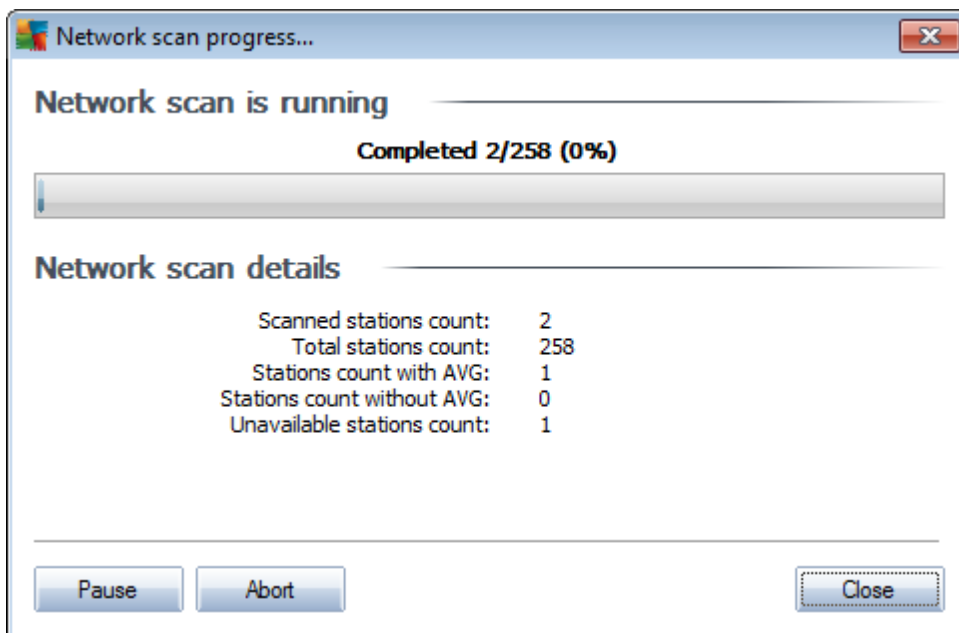 Network scan progress...
Network scan is running
Completed 2/258 (0%)
Network scan details
Scanned stations count: 2
Total stations count: 258
Stations count with AVG: 1
Stations count without AVG: 0
Unavailable stations count: 1
Pause Abort Close